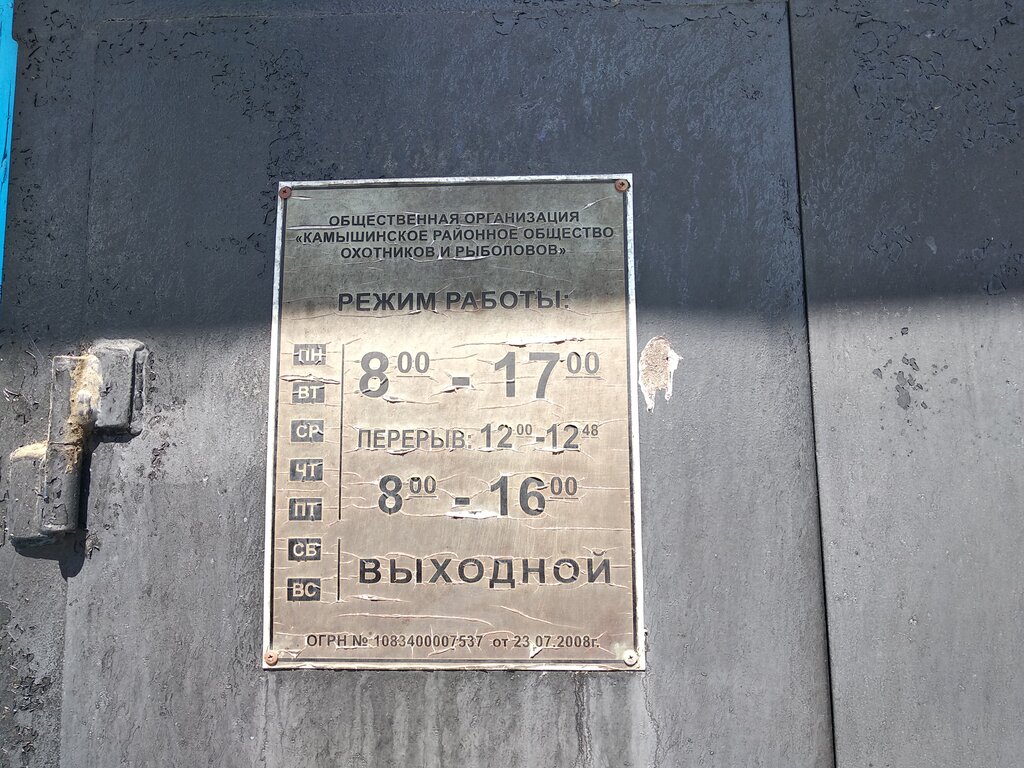 ОБЩЕСТВЕННАЯ ОРГАНИЗАЦИЯ
«КАМЫШИНСКОЕ РАЙОННОЕ ОБЩЕСТВО
ОХОТНИКОВ И РЫБОЛОВОВ»
РЕЖИМ РАБОТЫ:
ПН
8⁰⁰ - 17⁰⁰
ВТ
СР
ПЕРЕРЫВ: 12⁰⁰-12⁴⁸
ЧТ
ПТ
8⁰⁰ - 16⁰⁰
СБ
ВС
ВЫХОДНОЙ
ОГРН № 1083400007537 от 23.07.2008г.